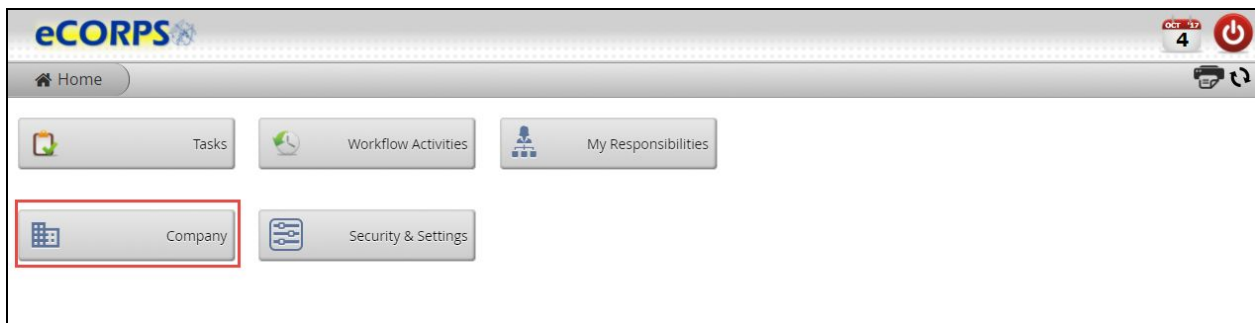 eCORPS
OCT '17
4
Home
Tasks
Workflow Activities
My Responsibilities
Company
Security & Settings